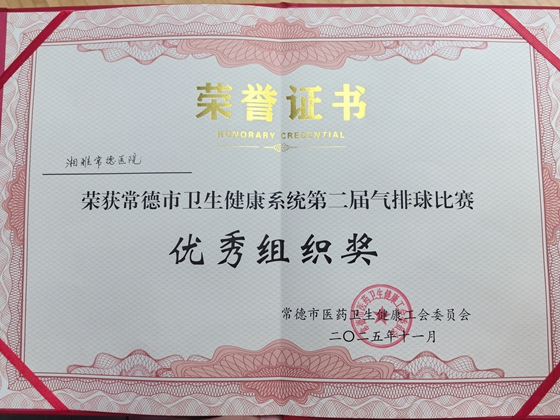 荣誉证书
HONORARY CREDENTIAL
湘雅常德医院
荣获常德市卫生健康系统第二届气排球比赛
优秀组织奖
常德市医药卫生健康工会委员会
二〇二五年十一月